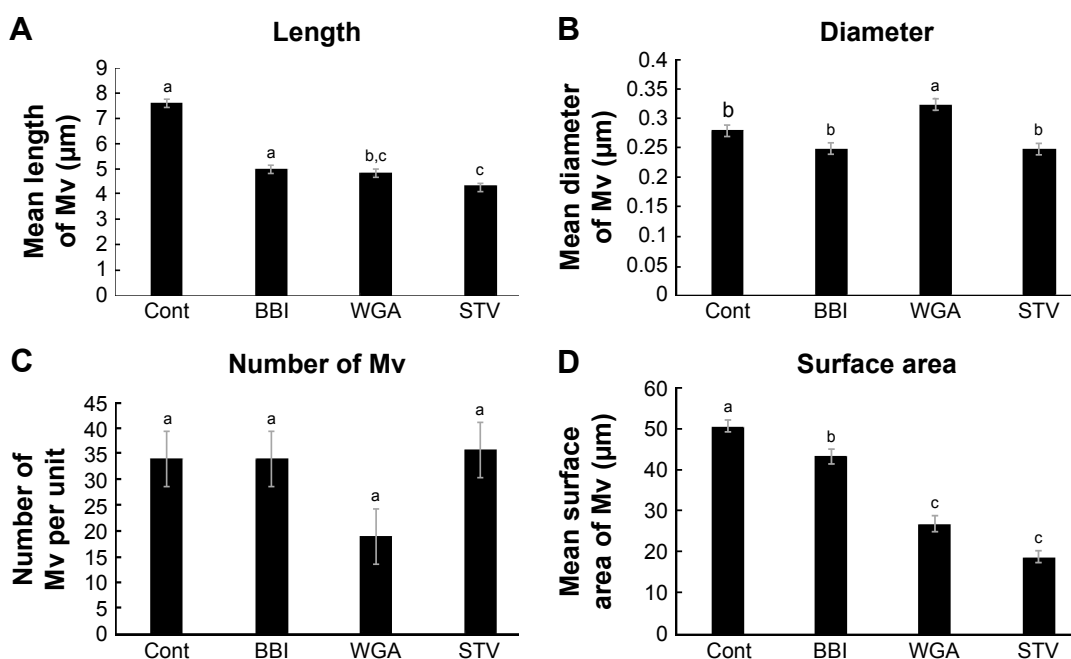 A
Length
Mean length
of Mv (µm)
9
8
7
6
5
4
3
2
1
0
a
a
b,c
c
Cont BBI WGA STV
B
Diameter
Mean diameter
of Mv (µm)
0.4
0.35
0.3
0.25
0.2
0.15
0.1
0.05
0
b
b
a
b
Cont BBI WGA STV
C
Number of Mv
Number of
Mv per unit
45
40
35
30
25
20
15
10
5
0
a
a
a
a
Cont BBI WGA STV
D
Surface area
Mean surface
area of Mv (µm)
60
50
40
30
20
10
0
a
b
c
c
Cont BBI WGA STV